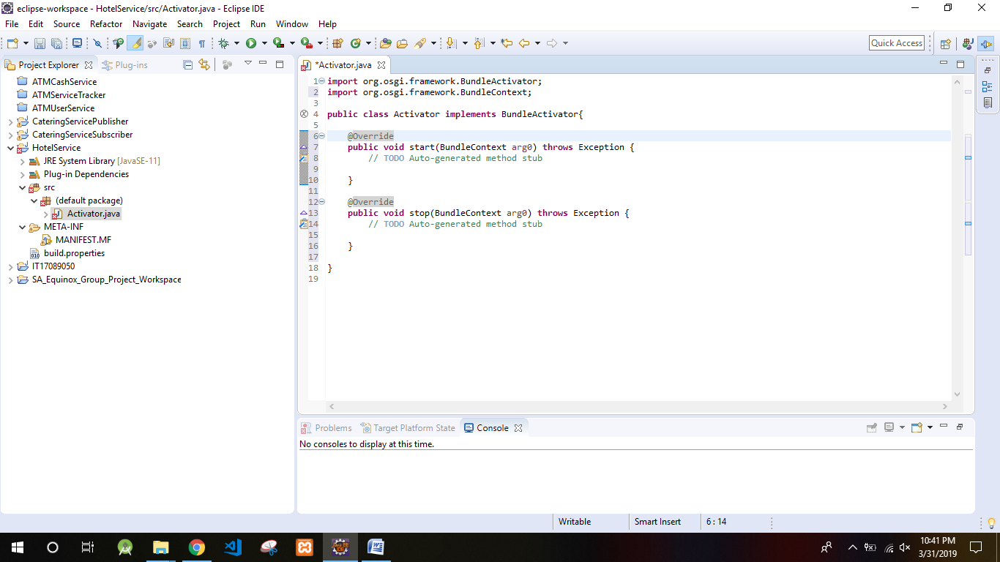 eclipse-workspace - HotelService/src/Activator.java - Eclipse IDE
File Edit Source Refactor Navigate Search Project Run Window Help
Quick Access
Project Explorer Plug-ins
ATMCashService
ATMServiceTracker
ATMUserService
CateringServicePublisher
CateringServiceSubscriber
HotelService
JRE System Library [JavaSE-11]
Plug-in Dependencies
src
(default package)
Activator.java
META-INF
MANIFEST.MF
build.properties
IT17089050
SA_Equinox_Group_Project_Workspace
*Activator.java
1 import org.osgi.framework.BundleActivator;
2 import org.osgi.framework.BundleContext;
3
4 public class Activator implements BundleActivator{
5
6 @Override
7 public void start(BundleContext arg0) throws Exception {
8 // TODO Auto-generated method stub
9
10 }
11
12 @Override
13 public void stop(BundleContext arg0) throws Exception {
14 // TODO Auto-generated method stub
15
16 }
17
18 }
19
Problems Target Platform State Console
No consoles to display at this time.
Writable Smart Insert 6 : 14
10:41 PM
3/31/2019